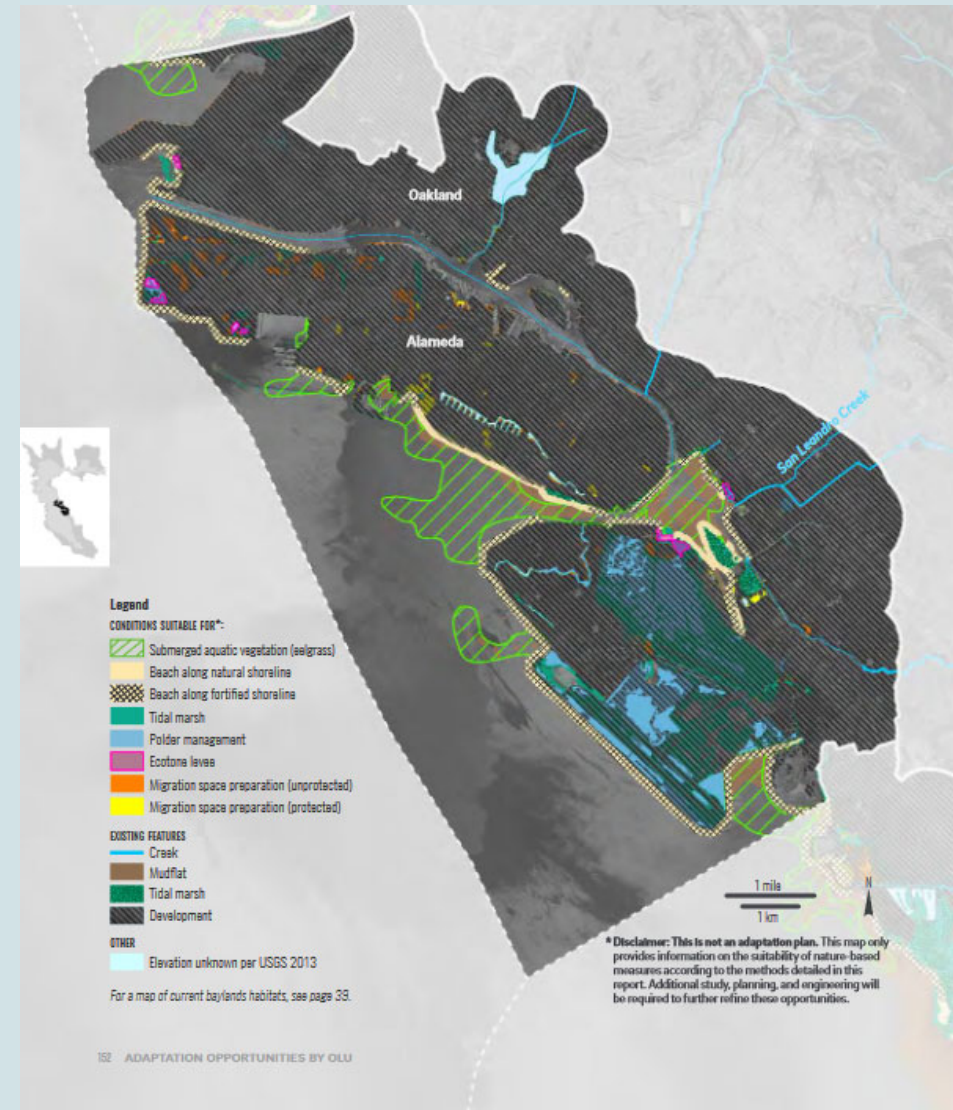 Oakland
Alameda
San Leandro Creek
Legend
CONDITIONS SUITABLE FOR*:
Submerged aquatic vegetation (eelgrass)
Beach along natural shoreline
Beach along fortified shoreline
Tidal marsh
Polder management
Ecotone levee
Migration space preparation (unprotected)
Migration space preparation (protected)
EXISTING FEATURES
Creek
Mudflat
Tidal marsh
Development
OTHER
Elevation unknown per USGS 2013
For a map of current baylands habitats, see page 39.
1 mile
1 km
N
* Disclaimer: This is not an adaptation plan. This map only
provides information on the suitability of nature-based
measures according to the methods detailed in this
report. Additional study, planning, and engineering will
be required to further refine these opportunities.
152 ADAPTATION OPPORTUNITIES BY OLU